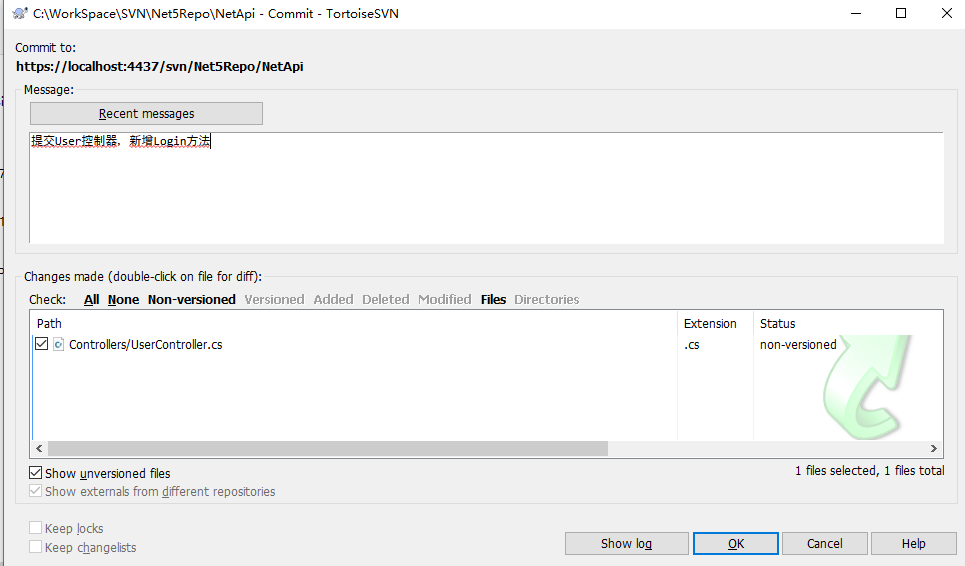 C:\WorkSpace\SVN\Net5Repo\NetApi - Commit - TortoiseSVN
Commit to:
https://localhost:4437/svn/Net5Repo/NetApi
Message:
Recent messages
提交User控制器，新增Login方法
Changes made (double-click on file for diff):
Check: All None Non-versioned Versioned Added Deleted Modified Files Directories
Path Extension Status
Controllers/UserController.cs .cs non-versioned
Show unversioned files 1 files selected, 1 files total
Show externals from different repositories
Keep locks
Keep changelists
Show log OK Cancel Help